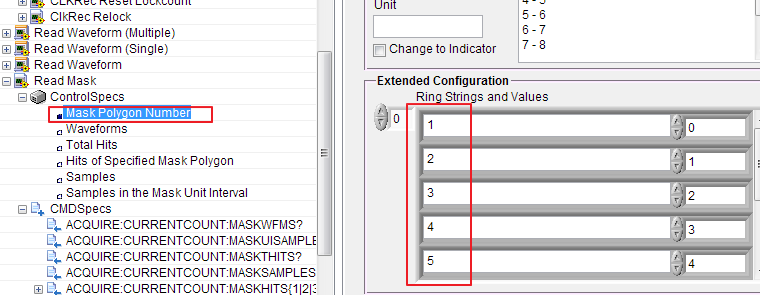 ClkRec Reset Lockcount
ClkRec Relock
Read Waveform (Multiple)
Read Waveform (Single)
Read Waveform
Read Mask
ControlSpecs
Mask Polygon Number
Waveforms
Total Hits
Hits of Specified Mask Polygon
Samples
Samples in the Mask Unit Interval
CMDSpecs
ACQUIRE:CURRENTCOUNT:MASKWFMS?
ACQUIRE:CURRENTCOUNT:MASKUISAMPLE
ACQUIRE:CURRENTCOUNT:MASKTHITS?
ACQUIRE:CURRENTCOUNT:MASKSAMPLES
ACQUIRE:CURRENTCOUNT:MASKHITS{1|2|3
Unit
Change to Indicator
4 - 5
5 - 6
6 - 7
7 - 8
Extended Configuration
Ring Strings and Values
0
1 0
2 1
3 2
4 3
5 4